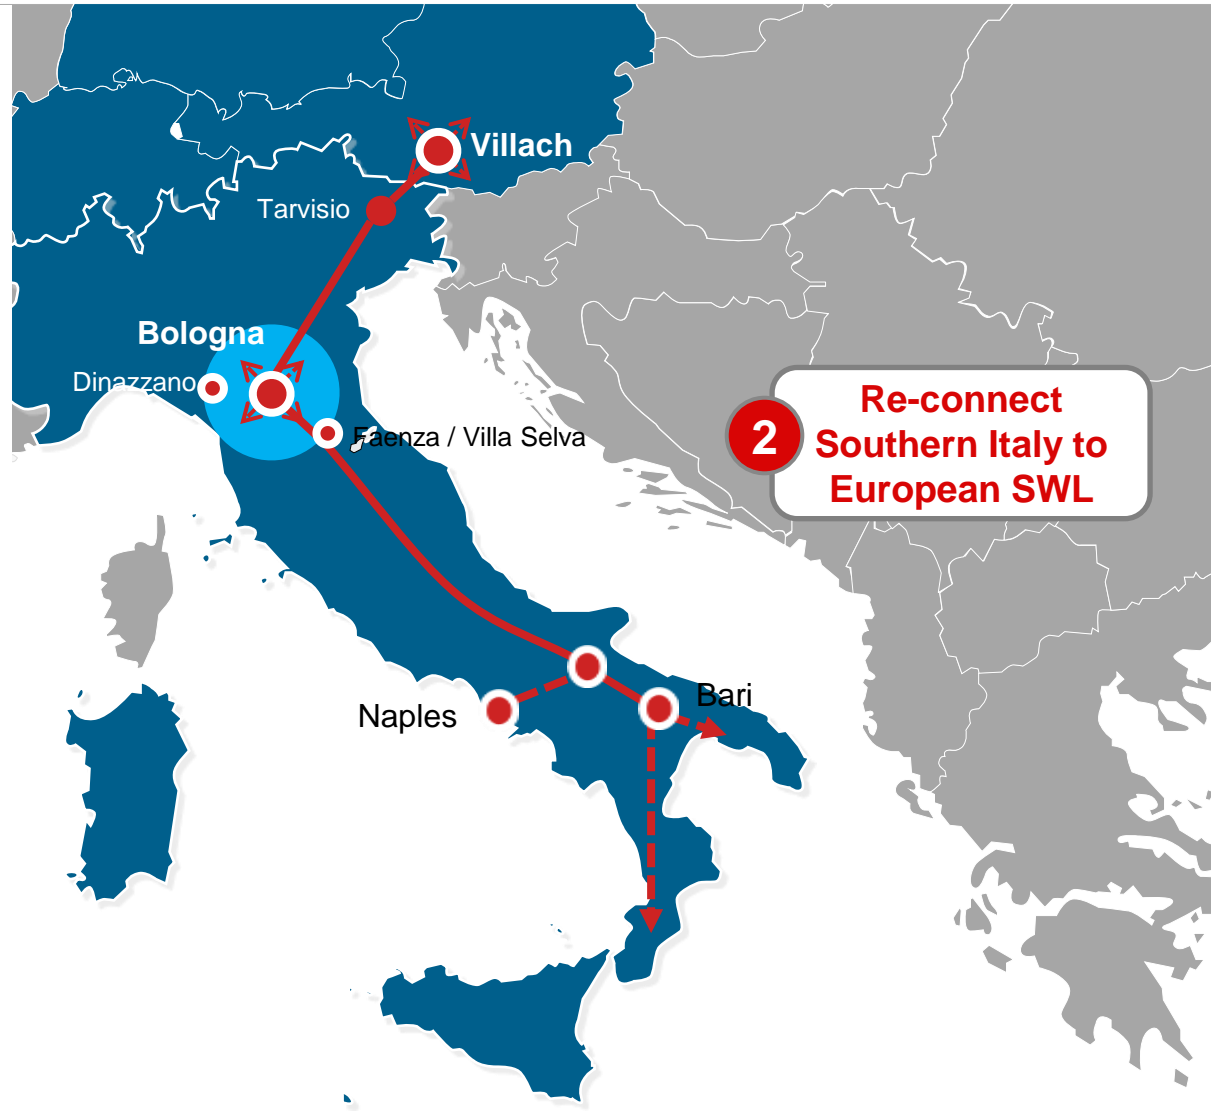 Villach
Tarvisio
Bologna
Dinazzano
Faenza / Villa Selva
2
Re-connect
Southern Italy to
European SWL
Bari
Naples